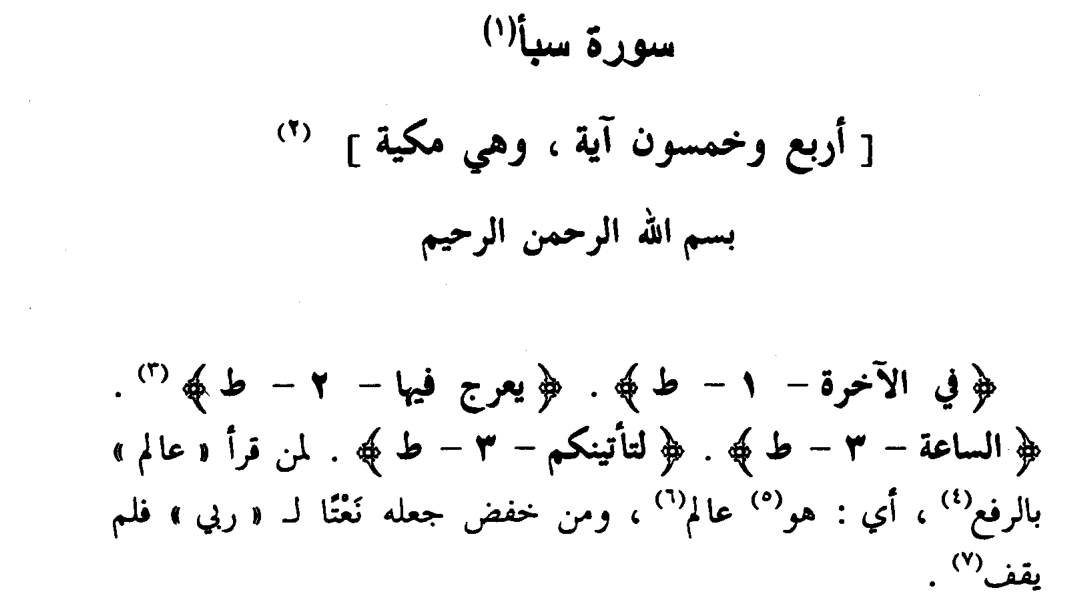 سورة سبأ(١)
[ أربع وخمسون آية ، وهي مكية ] (٢)
بسم الله الرحمن الرحيم
﴿ في الآخرة – ١ – ط ﴾ . ﴿ يعرج فيها – ٢ – ط ﴾ (٣) .
﴿ الساعة – ٣ – ط ﴾ . ﴿ لتأتينكم – ٣ – ط ﴾ . لمن قرأ « عالم »
بالرفع(٤) ، أي : هو(٥) عالم(٦) ، ومن خفض جعله نَعْتًا لـ « ربي » فلم
يقف(٧) .